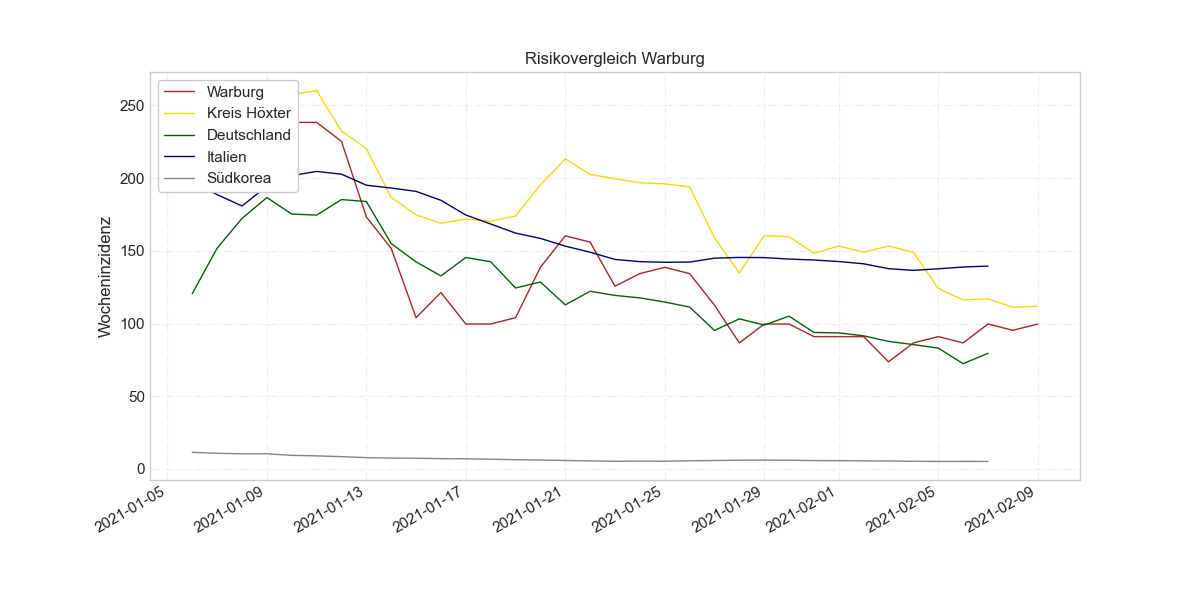 Risikovergleich Warburg
Warburg
Kreis Höxter
Deutschland
Italien
Südkorea
Wocheninzidenz
250
200
150
100
50
0
2021-01-05
2021-01-09
2021-01-13
2021-01-17
2021-01-21
2021-01-25
2021-01-29
2021-02-01
2021-02-05
2021-02-09